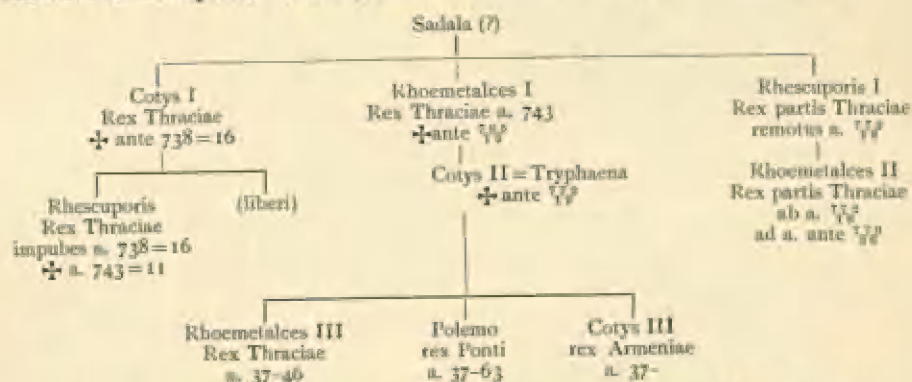 Sadala (?)
Cotys I
Rex Thraciae
✣ ante 738=16
Rhoemetalces I
Rex Thraciae a. 743
✣ante
Rhescuporis I
Rex partis Thraciae
remotus a.
Rhescuporis
Rex Thraciae
impubes a. 738=16
✣ a. 743=11
(liberi)
Cotys II=Tryphaena
✣ ante
Rhoemetalces II
Rex partis Thraciae
ab a.
ad a. ante
Rhoemetalces III
Rex Thraciae
a. 37-46
Polemo
rex Ponti
a. 37-63
Cotys III
rex Armeniae
a. 37-